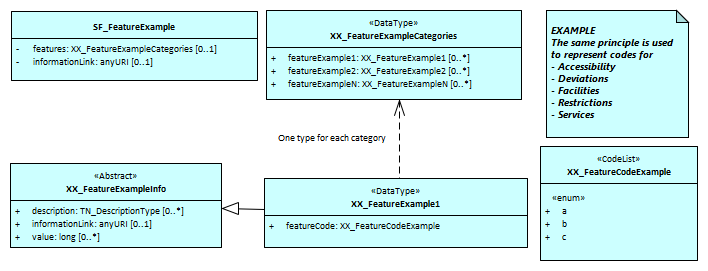 SF_FeatureExample
- features: XX_FeatureExampleCategories [0..1]
- informationLink: anyURI [0..1]
«DataType»
XX_FeatureExampleCategories
+ featureExample1: XX_FeatureExample1 [0..*]
+ featureExample2: XX_FeatureExample2 [0..*]
+ featureExampleN: XX_FeatureExampleN [0..*]
EXAMPLE
The same principle is used
to represent codes for
- Accessibility
- Deviations
- Facilities
- Restrictions
- Services
One type for each category
«Abstract»
XX_FeatureExampleInfo
+ description: TN_DescriptionType [0..*]
+ informationLink: anyURI [0..1]
+ value: long [0..*]
«DataType»
XX_FeatureExample1
+ featureCode: XX_FeatureCodeExample
«CodeList»
XX_FeatureCodeExample
«enum»
+ a
+ b
+ c